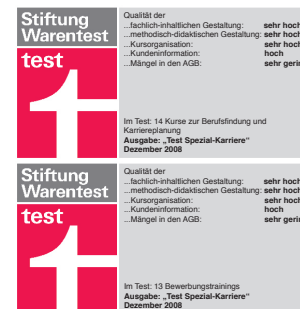 Stiftung
Warentest
test
Qualität der
...fachlich-inhaltlichen Gestaltung: sehr hoch
...methodisch-didaktischen Gestaltung: sehr hoch
...Kursorganisation: sehr hoch
...Kundeninformation: hoch
...Mängel in den AGB: sehr gerin
Im Test: 14 Kurse zur Berufsfindung und
Karriereplanung
Ausgabe: „Test Spezial-Karriere“
Dezember 2008
Stiftung
Warentest
test
Qualität der
...fachlich-inhaltlichen Gestaltung: sehr hoch
...methodisch-didaktischen Gestaltung: sehr hoch
...Kursorganisation: sehr hoch
...Kundeninformation: hoch
...Mängel in den AGB: sehr gerin
Im Test: 13 Bewerbungstrainings
Ausgabe: „Test Spezial-Karriere“
Dezember 2008